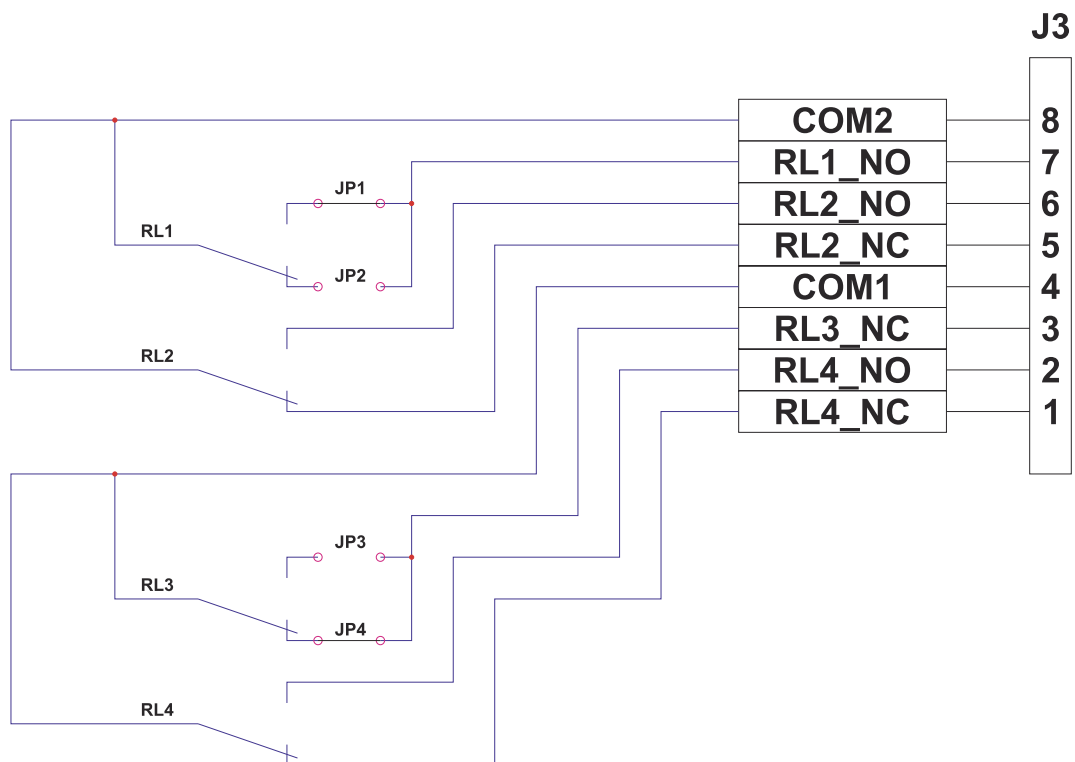 J3
COM2 8
RL1_NO 7
JP1
RL2_NO 6
RL1
RL2_NC 5
JP2
COM1 4
RL3_NC 3
RL2
RL4_NO 2
RL4_NC 1
JP3
RL3
JP4
RL4